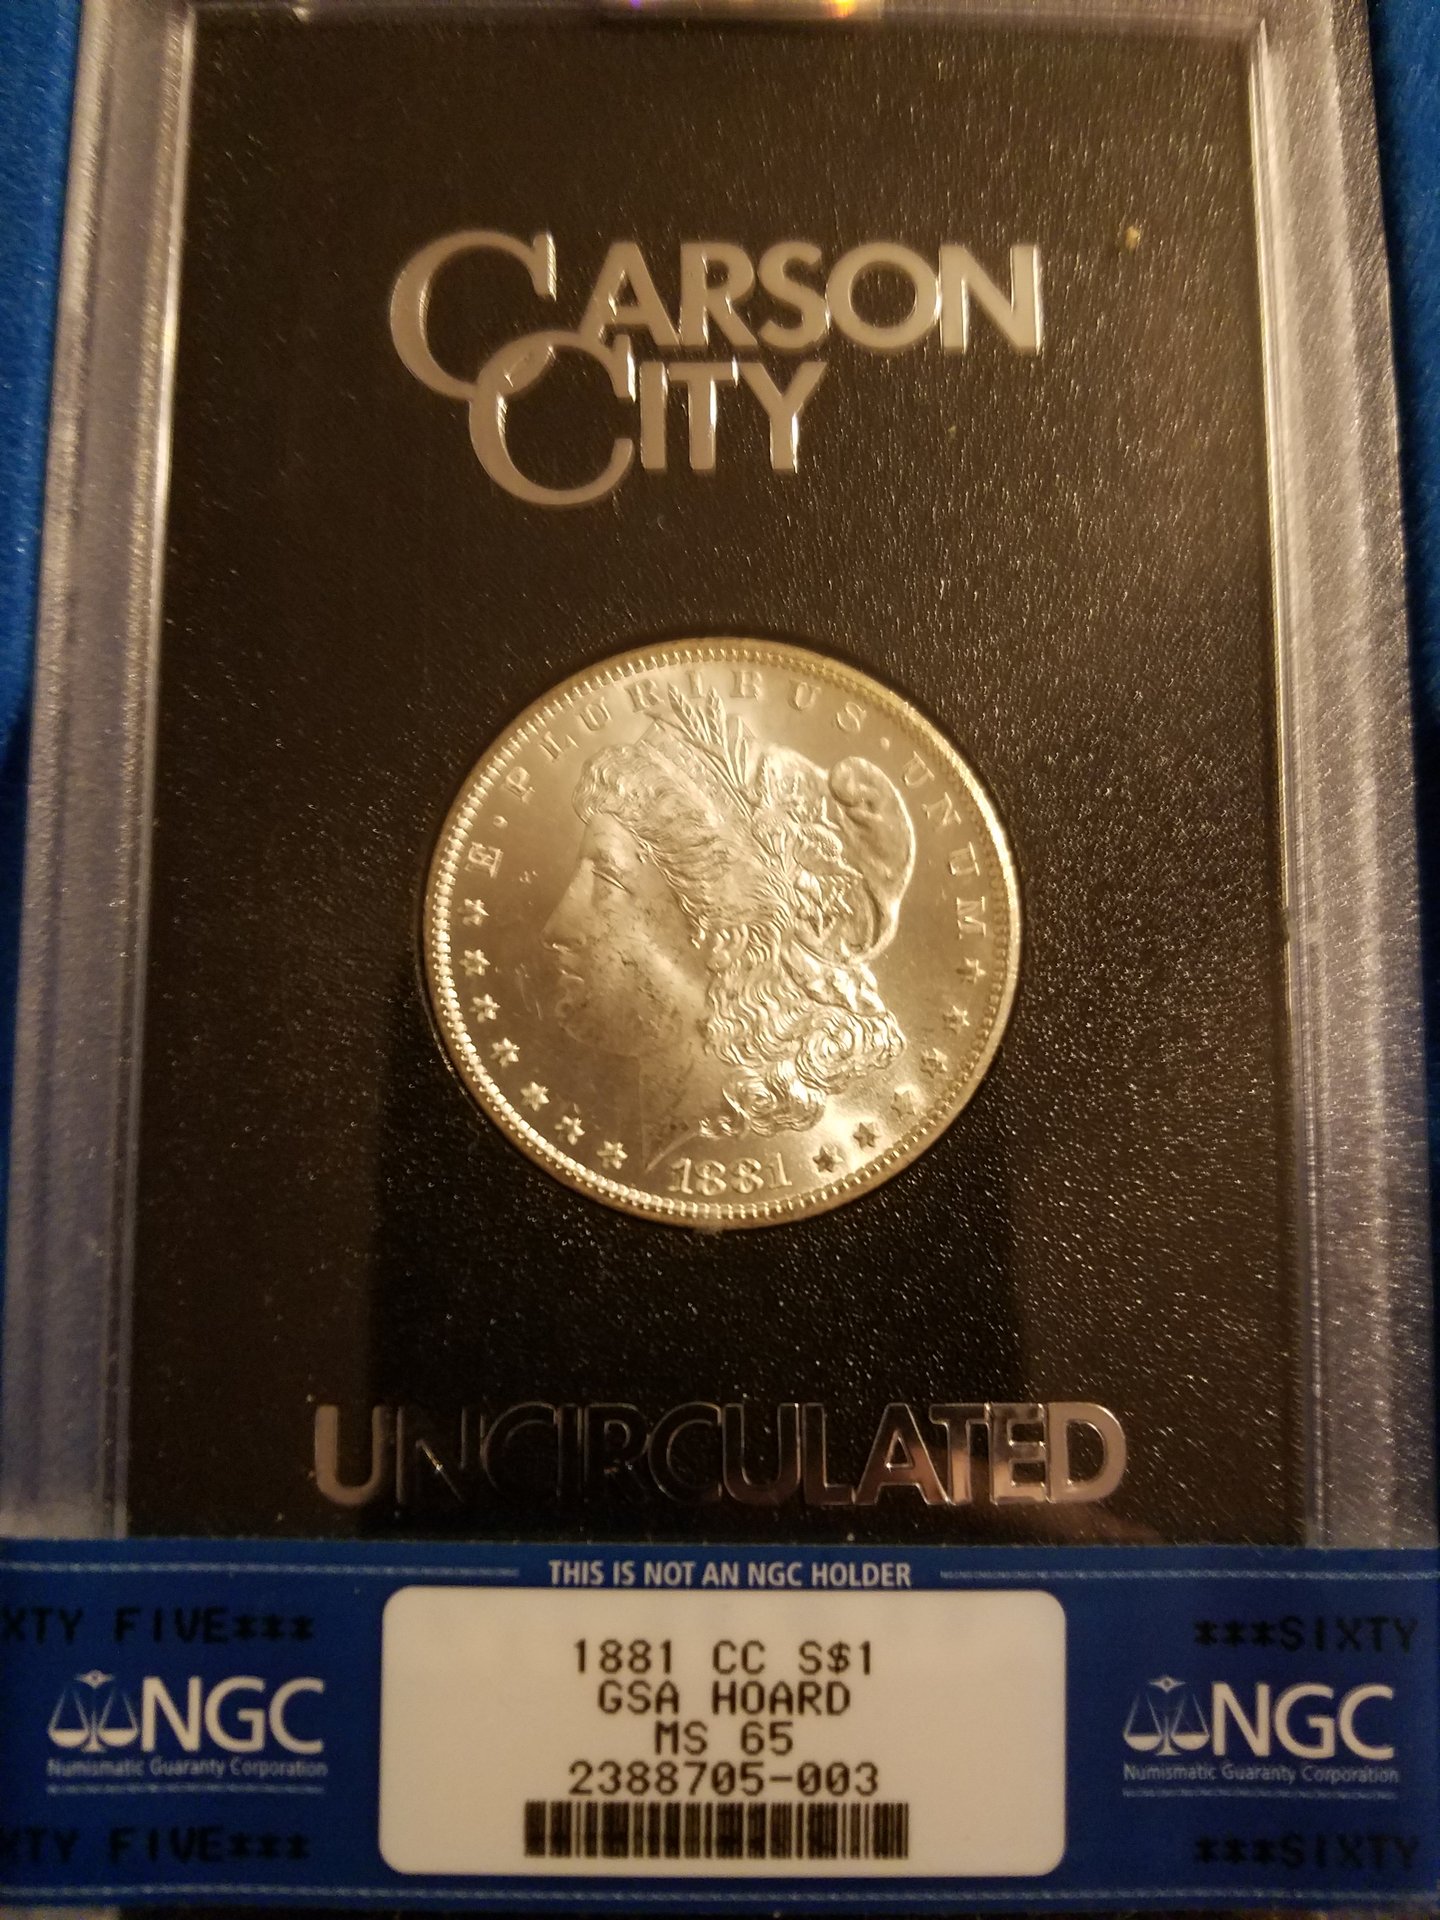 CARSON
CITY
E · PLURIBUS · UNUM
1881
UNCIRCULATED
THIS IS NOT AN NGC HOLDER
XTY FIVE***
***SIXTY
1881 CC S$1
GSA HOARD
MS 65
2388705-003
NGC
Numismatic Guaranty Corporation
NGC
Numismatic Guaranty Corporation
XTY FIVE***
***SIXTY